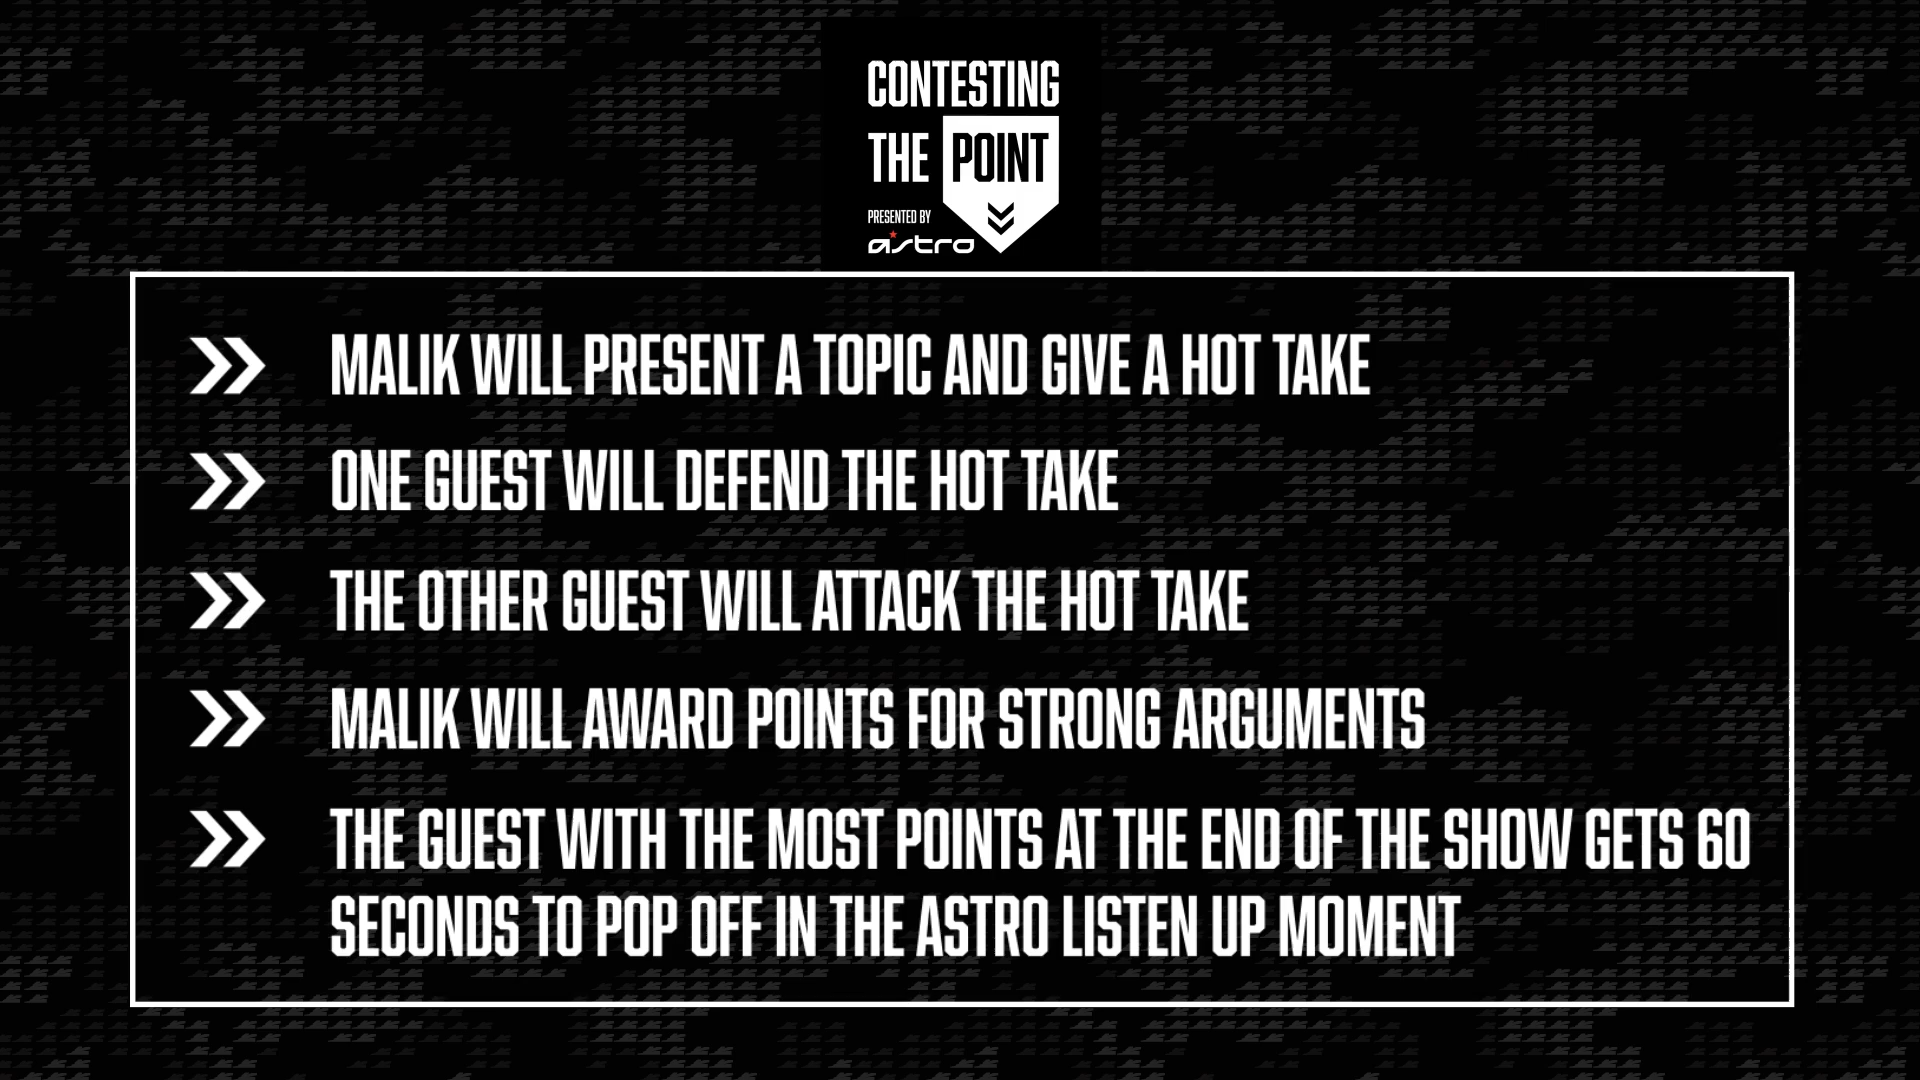 CONTESTING
THE POINT
PRESENTED BY
astro
MALIK WILL PRESENT A TOPIC AND GIVE A HOT TAKE
ONE GUEST WILL DEFEND THE HOT TAKE
THE OTHER GUEST WILL ATTACK THE HOT TAKE
MALIK WILL AWARD POINTS FOR STRONG ARGUMENTS
THE GUEST WITH THE MOST POINTS AT THE END OF THE SHOW GETS 60
SECONDS TO POP OFF IN THE ASTRO LISTEN UP MOMENT